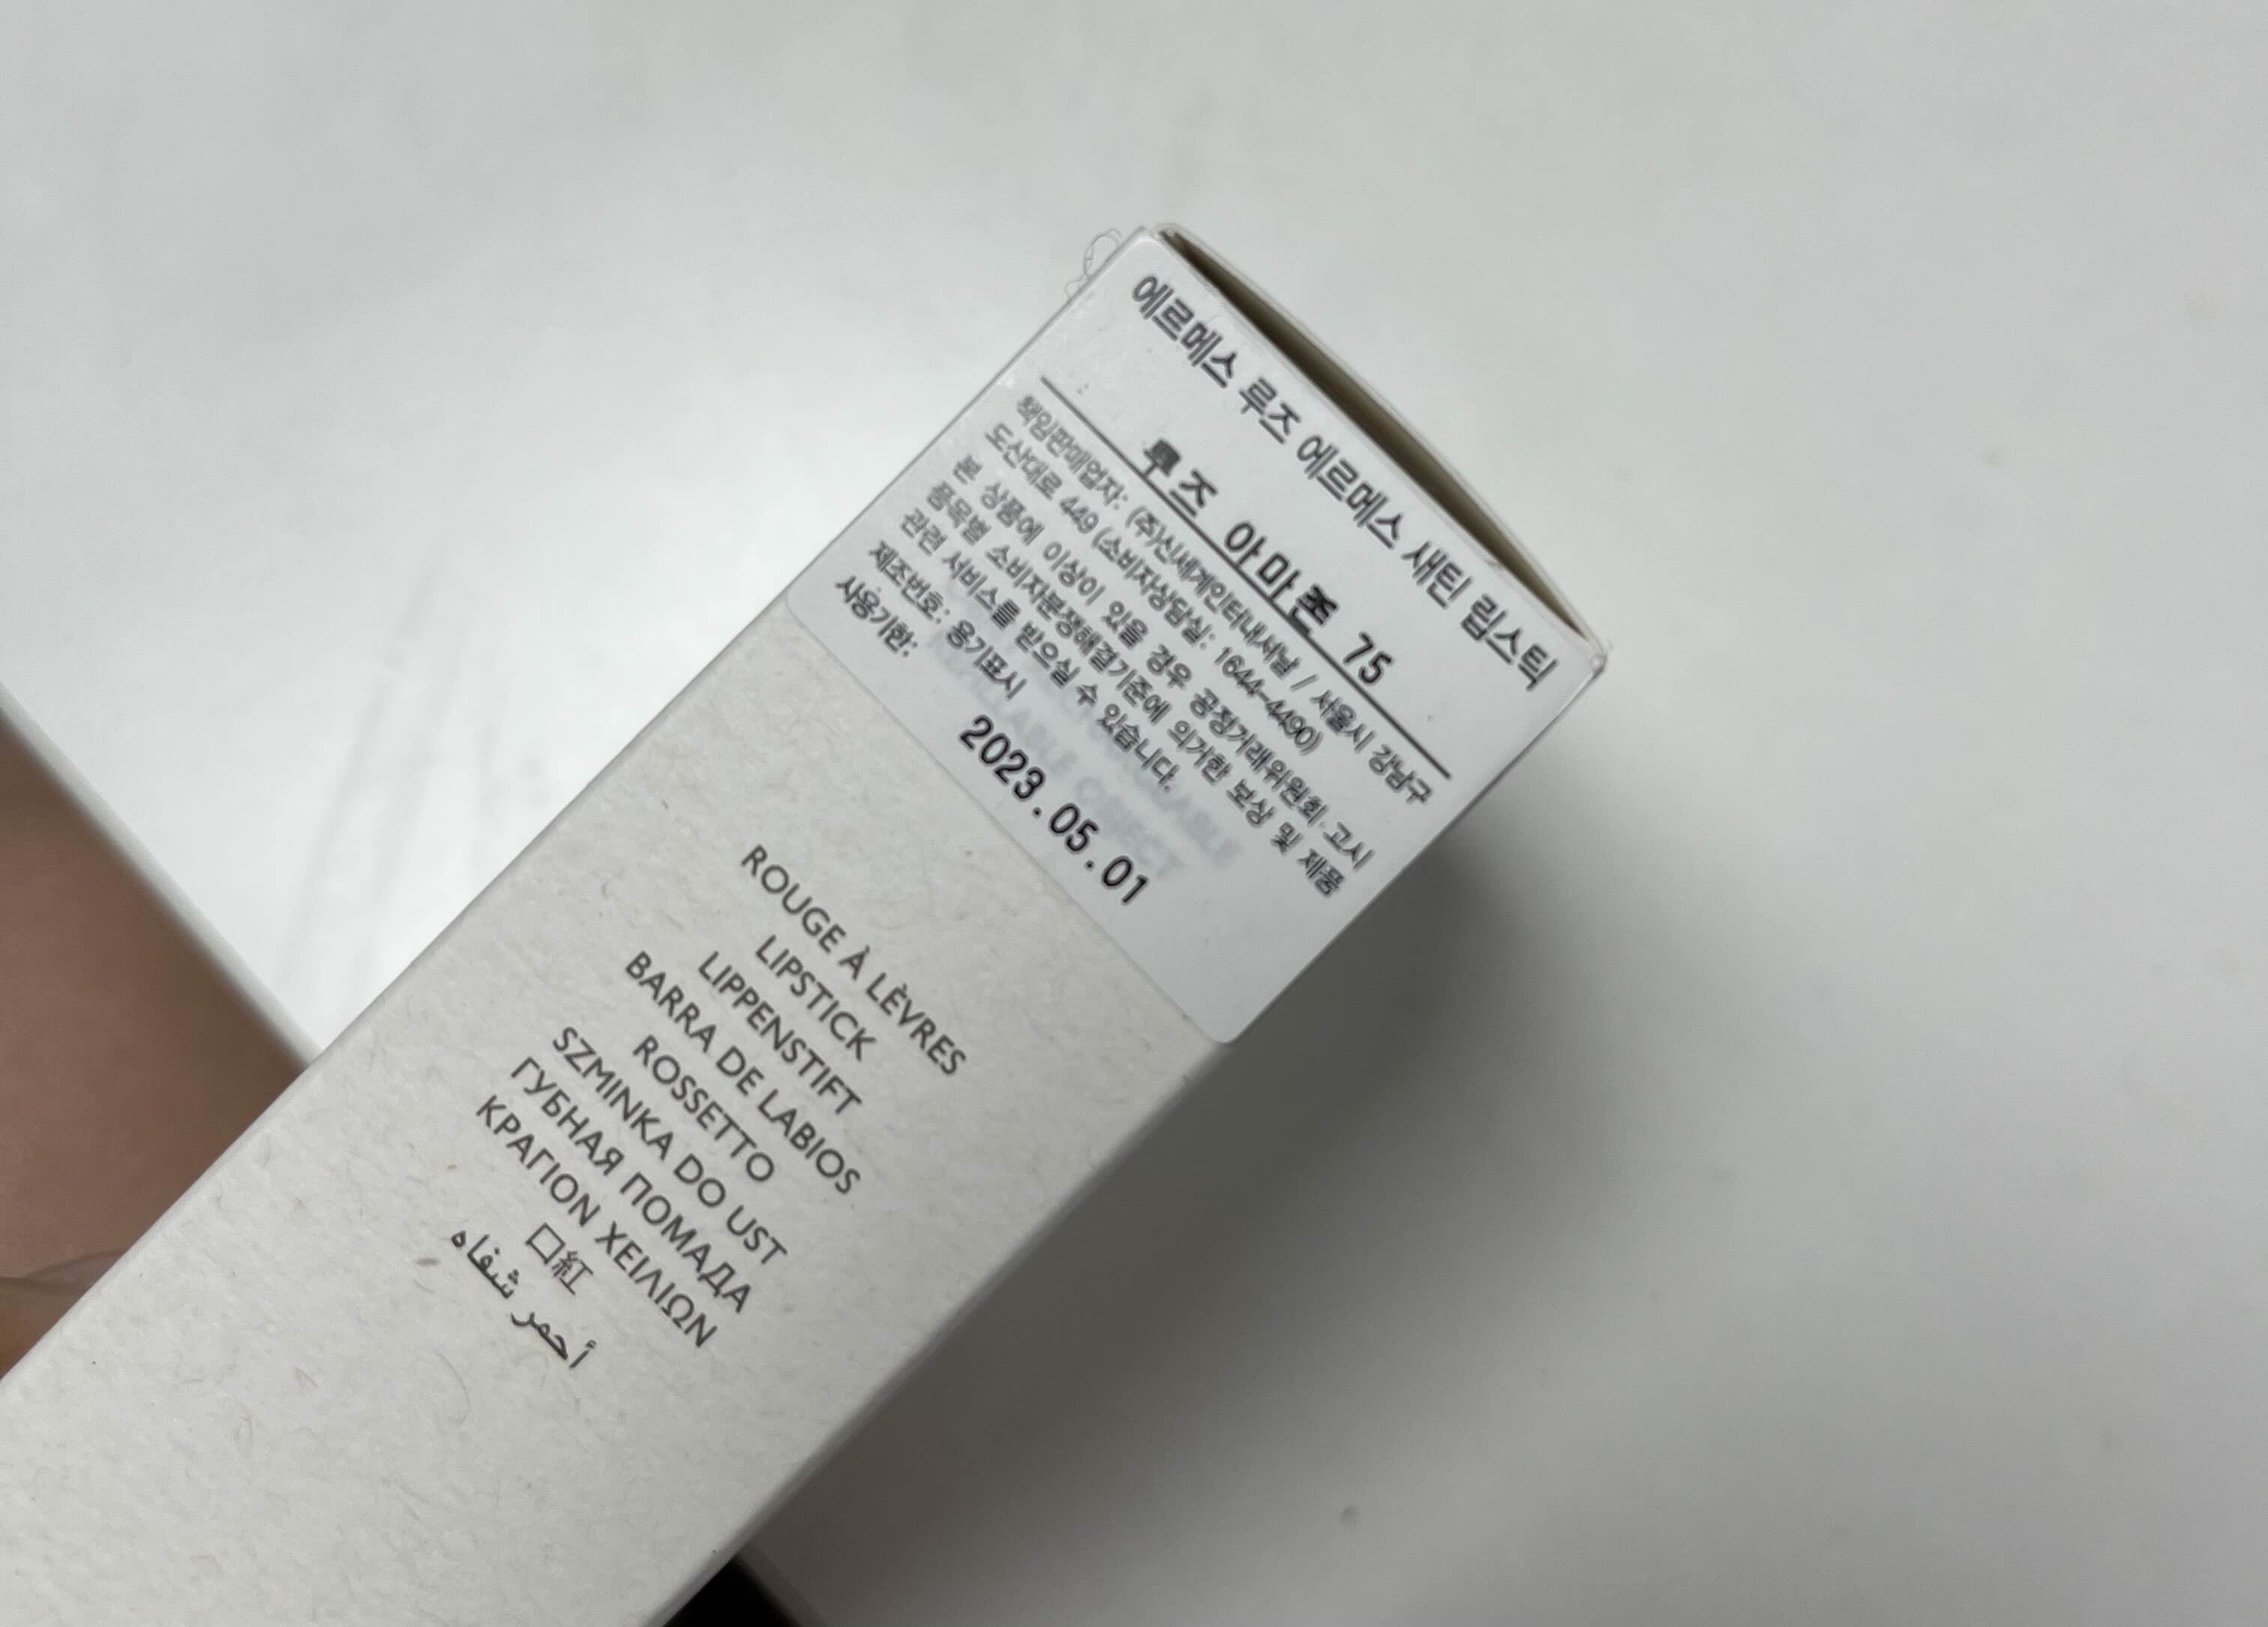 에르메스 루즈 에르메스 새틴 립스틱
루즈 아마존 75
책임판매업자: (주)신세계인터내셔날 / 서울시 강남구
도산대로 449 (소비자상담실: 1644-4490)
본 상품에 이상이 있을 경우 공정거래위원회 고시
품목별 소비자분쟁해결기준에 의거한 보상 및 제품
관련 서비스를 받으실 수 있습니다.
제조번호: 용기표시
사용기한: 2023.05.01
ROUGE À LÈVRES
LIPSTICK
LIPPENSTIFT
BARRA DE LABIOS
ROSSETTO
SZMINKA DO UST
ГУБНАЯ ПОМАДА
ΚΡΑΓΙΟΝ ΧΕΙΛΙΩΝ
口紅
أحمر شفاه